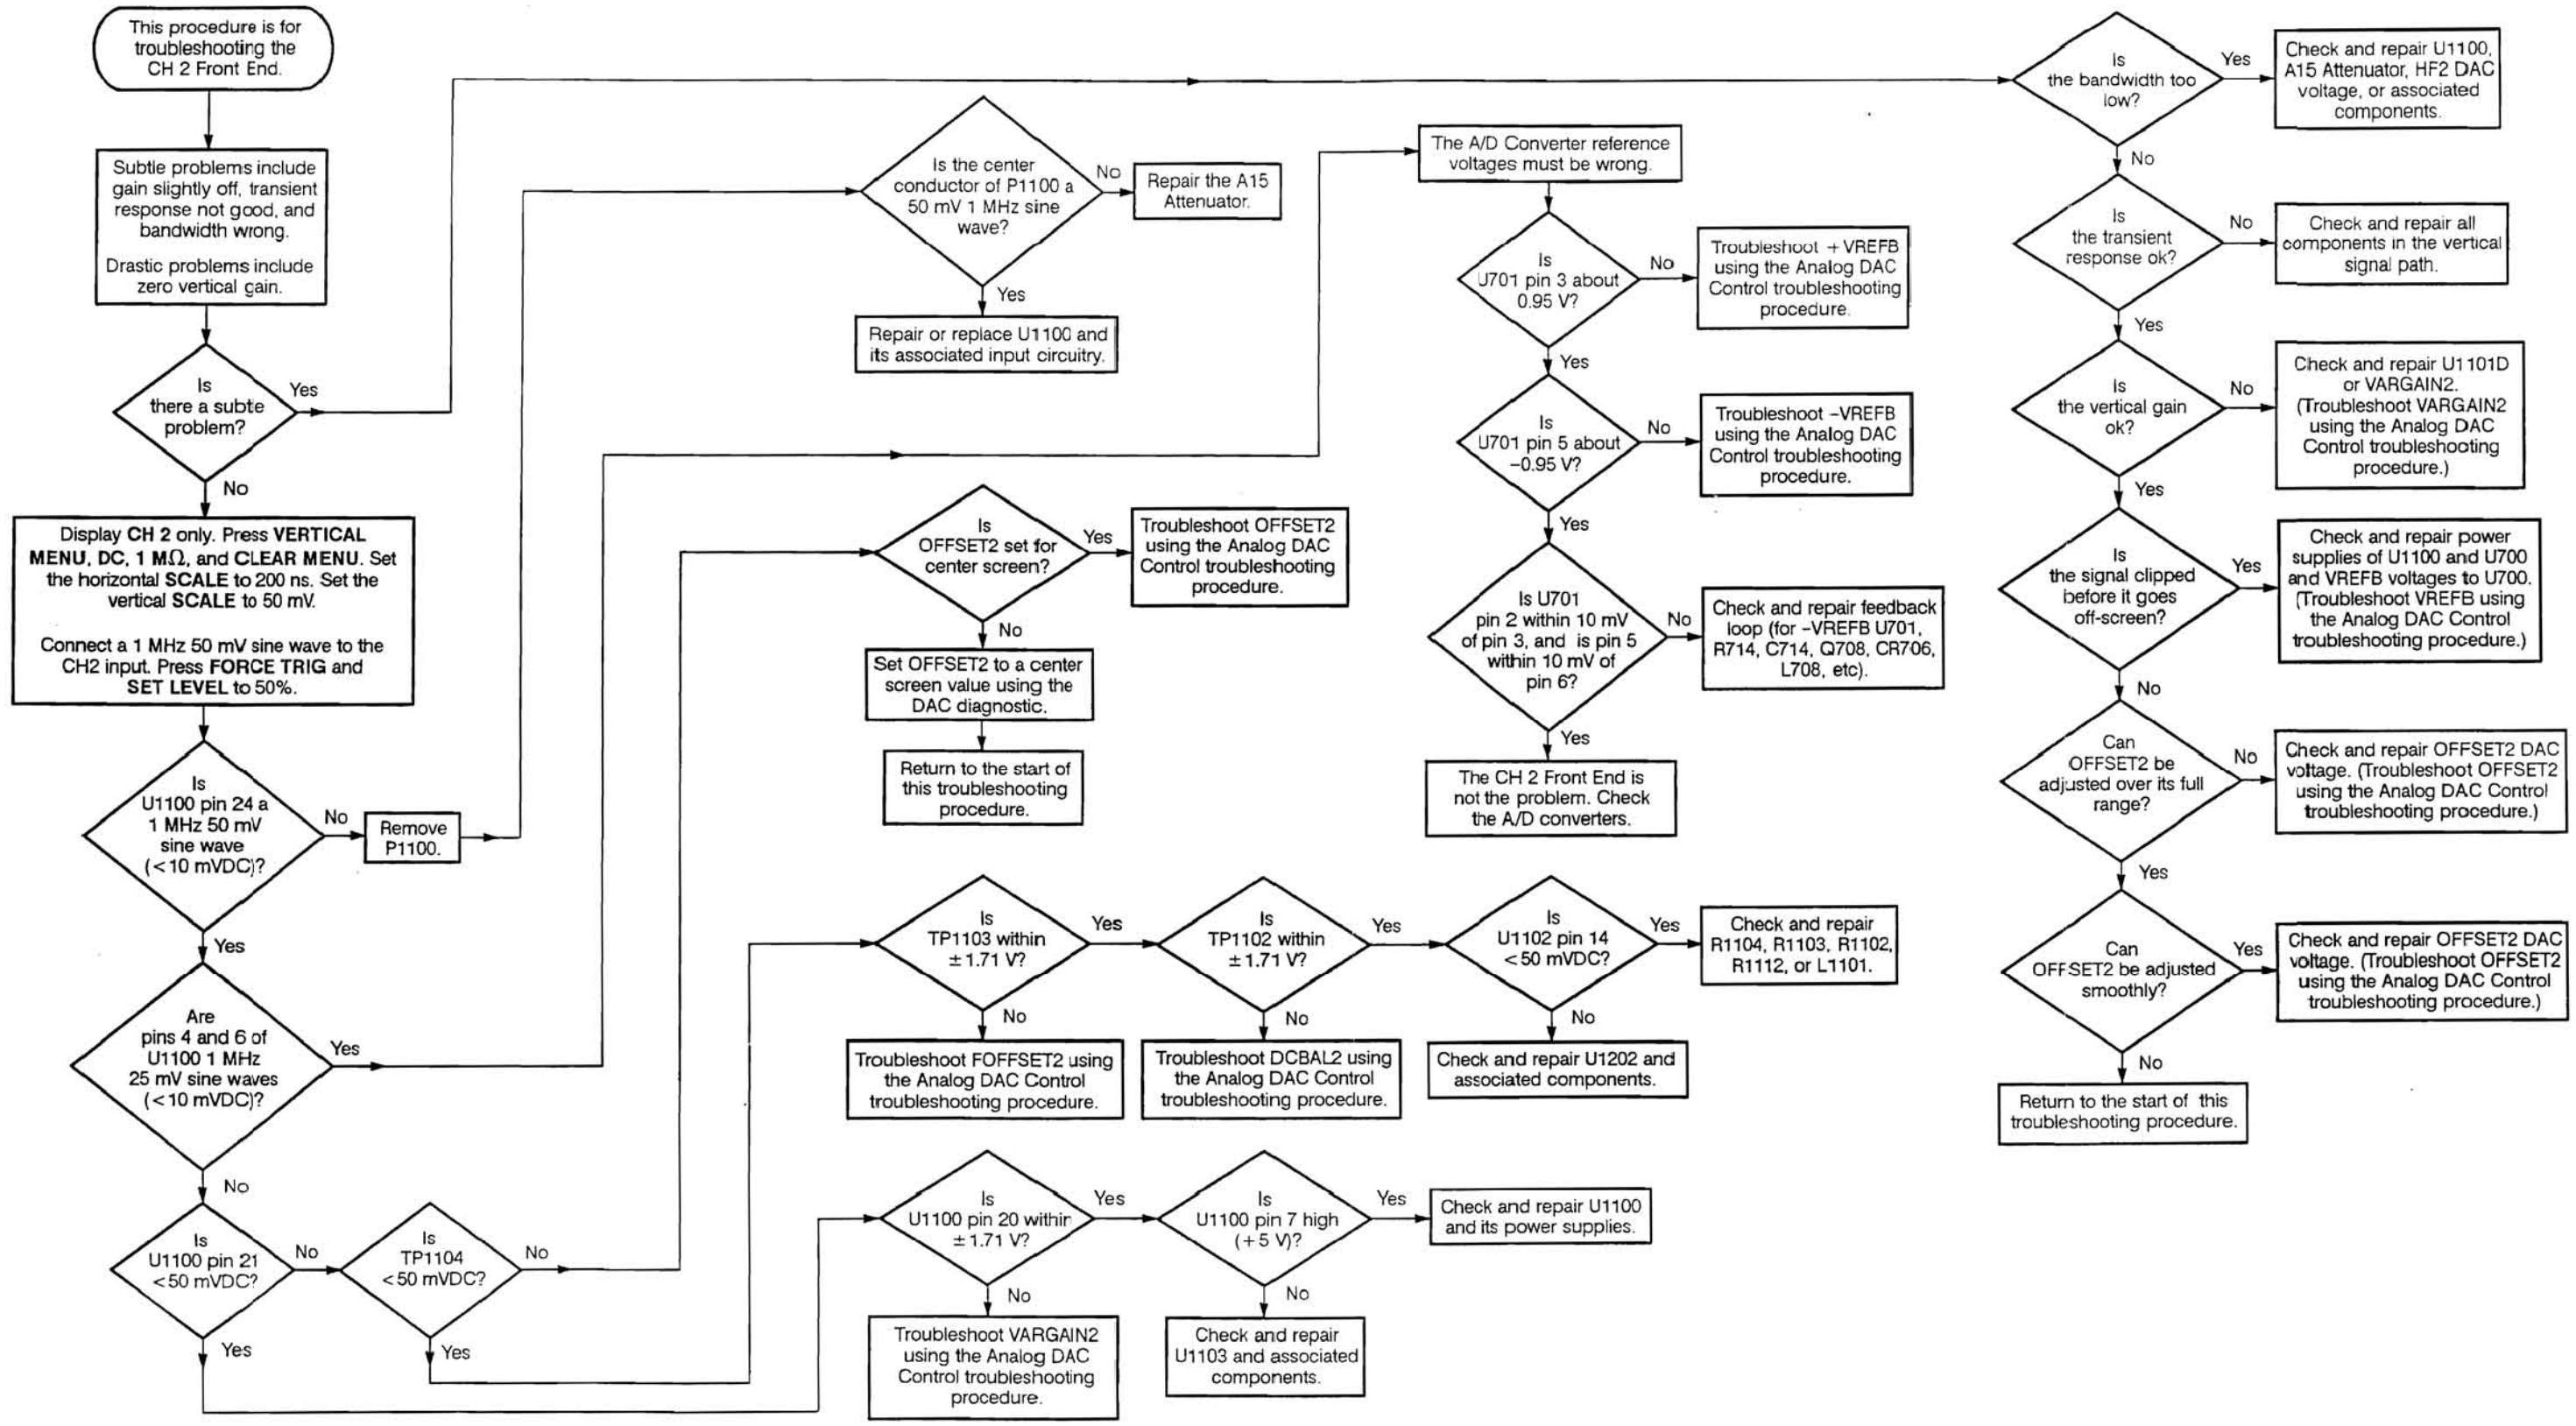 This procedure is for
troubleshooting the
CH 2 Front End.
Subtle problems include
gain slightly off, transient
response not good, and
bandwidth wrong.
Drastic problems include
zero vertical gain.
Is
there a subte
problem?
Yes
No
Display CH 2 only. Press VERTICAL
MENU, DC, 1 MΩ, and CLEAR MENU. Set
the horizontal SCALE to 200 ns. Set the
vertical SCALE to 50 mV.
Connect a 1 MHz 50 mV sine wave to the
CH2 input. Press FORCE TRIG and
SET LEVEL to 50%.
Is
U1100 pin 24 a
1 MHz 50 mV
sine wave
(<10 mVDC)?
No
Remove
P1100.
Yes
Are
pins 4 and 6 of
U1100 1 MHz
25 mV sine waves
(<10 mVDC)?
Yes
No
Is
U1100 pin 21
<50 mVDC?
No
Yes
Is
TP1104
<50 mVDC?
No
Yes
Is the center
conductor of P1100 a
50 mV 1 MHz sine
wave?
No
Repair the A15
Attenuator.
Yes
Repair or replace U1100 and
its associated input circuitry.
Is
OFFSET2 set for
center screen?
Yes
Troubleshoot OFFSET2
using the Analog DAC
Control troubleshooting
procedure.
No
Set OFFSET2 to a center
screen value using the
DAC diagnostic.
Return to the start of
this troubleshooting
procedure.
Is
TP1103 within
±1.71 V?
Yes
No
Troubleshoot FOFFSET2 using
the Analog DAC Control
troubleshooting procedure.
Is
TP1102 within
±1.71 V?
Yes
No
Troubleshoot DCBAL2 using
the Analog DAC Control
troubleshooting procedure.
Is
U1102 pin 14
<50 mVDC?
Yes
Check and repair
R1104, R1103, R1102,
R1112, or L1101.
No
Check and repair U1202 and
associated components.
Is
U1100 pin 20 within
±1.71 V?
Yes
No
Troubleshoot VARGAIN2
using the Analog DAC
Control troubleshooting
procedure.
Is
U1100 pin 7 high
(+5 V)?
Yes
Check and repair U1100
and its power supplies.
No
Check and repair
U1103 and associated
components.
The A/D Converter reference
voltages must be wrong.
Is
U701 pin 3 about
0.95 V?
No
Troubleshoot +VREFB
using the Analog DAC
Control troubleshooting
procedure.
Yes
Is
U701 pin 5 about
−0.95 V?
No
Troubleshoot −VREFB
using the Analog DAC
Control troubleshooting
procedure.
Yes
Is U701
pin 2 within 10 mV
of pin 3, and is pin 5
within 10 mV of
pin 6?
No
Check and repair feedback
loop (for −VREFB U701,
R714, C714, Q708, CR706,
L708, etc).
Yes
The CH 2 Front End is
not the problem. Check
the A/D converters.
Is
the bandwidth too
low?
Yes
Check and repair U1100,
A15 Attenuator, HF2 DAC
voltage, or associated
components.
No
Is
the transient
response ok?
No
Check and repair all
components in the vertical
signal path.
Yes
Is
the vertical gain
ok?
No
Check and repair U1101D
or VARGAIN2.
(Troubleshoot VARGAIN2
using the Analog DAC
Control troubleshooting
procedure.)
Yes
Is
the signal clipped
before it goes
off-screen?
Yes
Check and repair power
supplies of U1100 and U700
and VREFB voltages to U700.
(Troubleshoot VREFB using
the Analog DAC Control
troubleshooting procedure.)
No
Can
OFFSET2 be
adjusted over its full
range?
No
Check and repair OFFSET2 DAC
voltage. (Troubleshoot OFFSET2
using the Analog DAC Control
troubleshooting procedure.)
Yes
Can
OFFSET2 be adjusted
smoothly?
Yes
Check and repair OFFSET2 DAC
voltage. (Troubleshoot OFFSET2
using the Analog DAC Control
troubleshooting procedure.)
No
Return to the start of this
troubleshooting procedure.